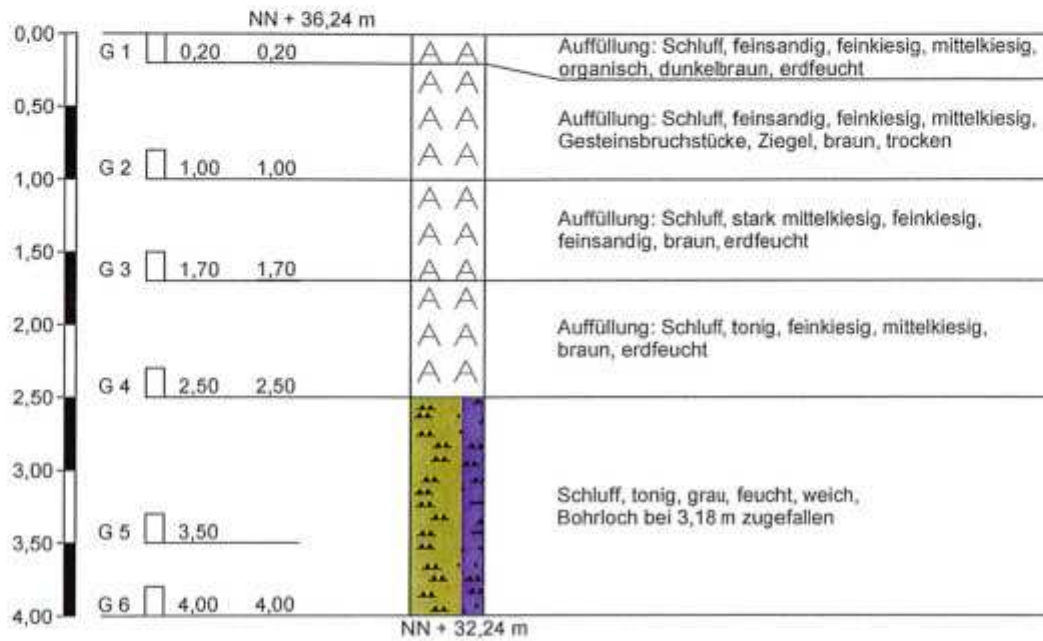 NN + 36,24 m
0,00
G 1 0,20 0,20
Auffüllung: Schluff, feinsandig, feinkiesig, mittelkiesig,
organisch, dunkelbraun, erdfeucht
0,50
Auffüllung: Schluff, feinsandig, feinkiesig, mittelkiesig,
Gesteinsbruchstücke, Ziegel, braun, trocken
G 2 1,00 1,00
1,00
Auffüllung: Schluff, stark mittelkiesig, feinkiesig,
feinsandig, braun, erdfeucht
1,50
G 3 1,70 1,70
2,00
Auffüllung: Schluff, tonig, feinkiesig, mittelkiesig,
braun, erdfeucht
G 4 2,50 2,50
2,50
3,00
Schluff, tonig, grau, feucht, weich,
Bohrloch bei 3,18 m zugefallen
G 5 3,50
3,50
G 6 4,00 4,00
4,00
NN + 32,24 m
A A
A A
A A
A A
A A
A A
A A
A A
A A
A A